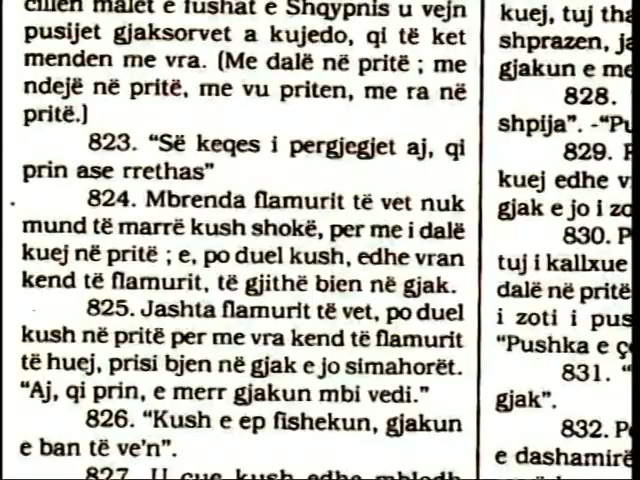 cillën malet e fushat e Shqypnis u vejn
pusijet gjaksorvet a kujedo, qi të ket
menden me vra. (Me dalë në pritë ; me
ndejë në pritë, me vu priten, me ra në
pritë.)
823. “Së keqes i pergjegjet aj, qi
prin ase rrethas”
824. Mbrenda flamurit të vet nuk
mund të marrë kush shokë, per me i dalë
kuej në pritë ; e, po duel kush, edhe vran
kend të flamurit, të gjithë bien në gjak.
825. Jashta flamurit të vet, po duel
kush në pritë per me vra kend të flamurit
të huej, prisi bjen në gjak e jo simahorët.
“Aj, qi prin, e merr gjakun mbi vedi.”
826. “Kush e ep fishekun, gjakun
e ban të ve'n”.
827. U çue kush edhe mblodh
kuej, tuj
shprazen,
gjakun e me
828.
shpija”. -“
829.
kuej edhe
gjak e jo i
830.
tuj i kallxue
dalë në pritë
i zoti i
“Pushka e
831. “
gjak”.
832.
e dashamirë